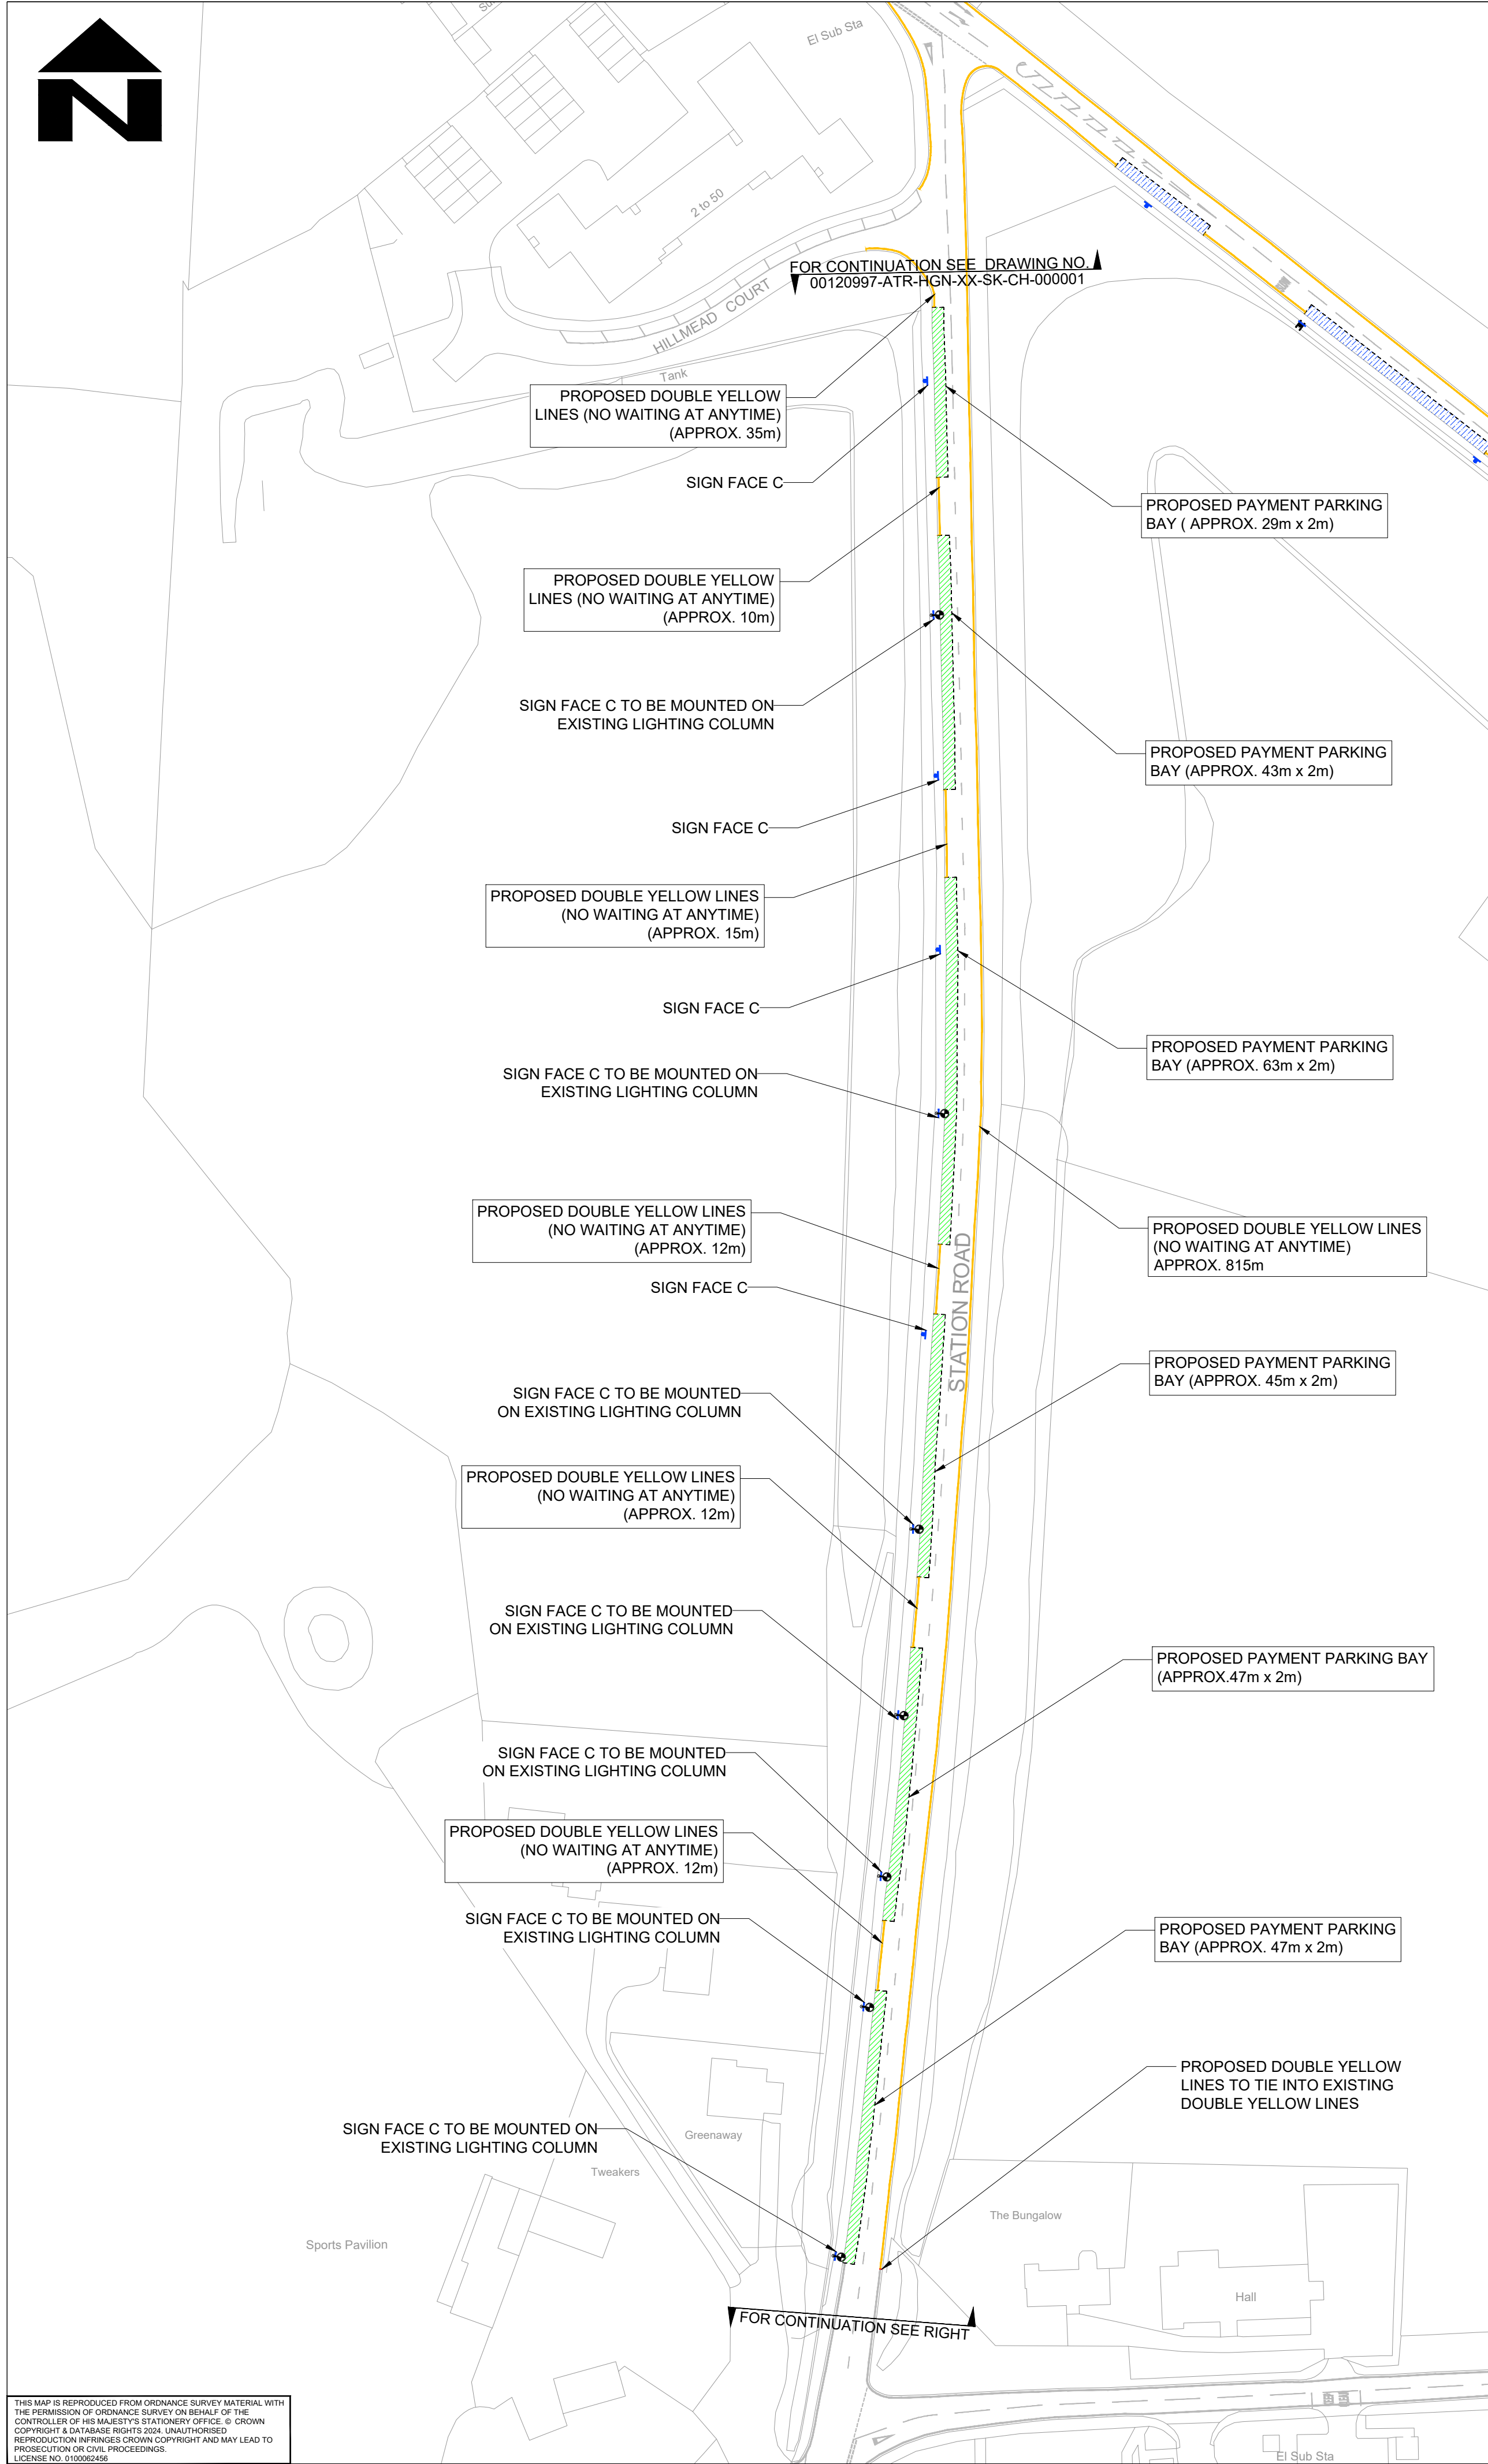 N
El Sub Sta
2 to 50
FOR CONTINUATION SEE DRAWING NO.
00120997-ATR-HGN-XX-SK-CH-000001
HILLMEAD COURT
Tank
PROPOSED DOUBLE YELLOW
LINES (NO WAITING AT ANYTIME)
(APPROX. 35m)
SIGN FACE C
PROPOSED PAYMENT PARKING
BAY ( APPROX. 29m x 2m)
PROPOSED DOUBLE YELLOW
LINES (NO WAITING AT ANYTIME)
(APPROX. 10m)
SIGN FACE C TO BE MOUNTED ON
EXISTING LIGHTING COLUMN
PROPOSED PAYMENT PARKING
BAY (APPROX. 43m x 2m)
SIGN FACE C
PROPOSED DOUBLE YELLOW LINES
(NO WAITING AT ANYTIME)
(APPROX. 15m)
SIGN FACE C
PROPOSED PAYMENT PARKING
BAY (APPROX. 63m x 2m)
SIGN FACE C TO BE MOUNTED ON
EXISTING LIGHTING COLUMN
PROPOSED DOUBLE YELLOW LINES
(NO WAITING AT ANYTIME)
(APPROX. 12m)
PROPOSED DOUBLE YELLOW LINES
(NO WAITING AT ANYTIME)
APPROX. 815m
STATION ROAD
SIGN FACE C
PROPOSED PAYMENT PARKING
BAY (APPROX. 45m x 2m)
SIGN FACE C TO BE MOUNTED
ON EXISTING LIGHTING COLUMN
PROPOSED DOUBLE YELLOW LINES
(NO WAITING AT ANYTIME)
(APPROX. 12m)
SIGN FACE C TO BE MOUNTED
ON EXISTING LIGHTING COLUMN
PROPOSED PAYMENT PARKING BAY
(APPROX.47m x 2m)
SIGN FACE C TO BE MOUNTED
ON EXISTING LIGHTING COLUMN
PROPOSED DOUBLE YELLOW LINES
(NO WAITING AT ANYTIME)
(APPROX. 12m)
SIGN FACE C TO BE MOUNTED ON
EXISTING LIGHTING COLUMN
PROPOSED PAYMENT PARKING
BAY (APPROX. 47m x 2m)
PROPOSED DOUBLE YELLOW
LINES TO TIE INTO EXISTING
DOUBLE YELLOW LINES
SIGN FACE C TO BE MOUNTED ON
EXISTING LIGHTING COLUMN
Greenaway
Tweakers
The Bungalow
Sports Pavilion
Hall
FOR CONTINUATION SEE RIGHT
El Sub Sta
THIS MAP IS REPRODUCED FROM ORDNANCE SURVEY MATERIAL WITH
THE PERMISSION OF ORDNANCE SURVEY ON BEHALF OF THE
CONTROLLER OF HIS MAJESTY'S STATIONERY OFFICE. © CROWN
COPYRIGHT & DATABASE RIGHTS 2024. UNAUTHORISED
REPRODUCTION INFRINGES CROWN COPYRIGHT AND MAY LEAD TO
PROSECUTION OR CIVIL PROCEEDINGS.
LICENSE NO. 0100062456